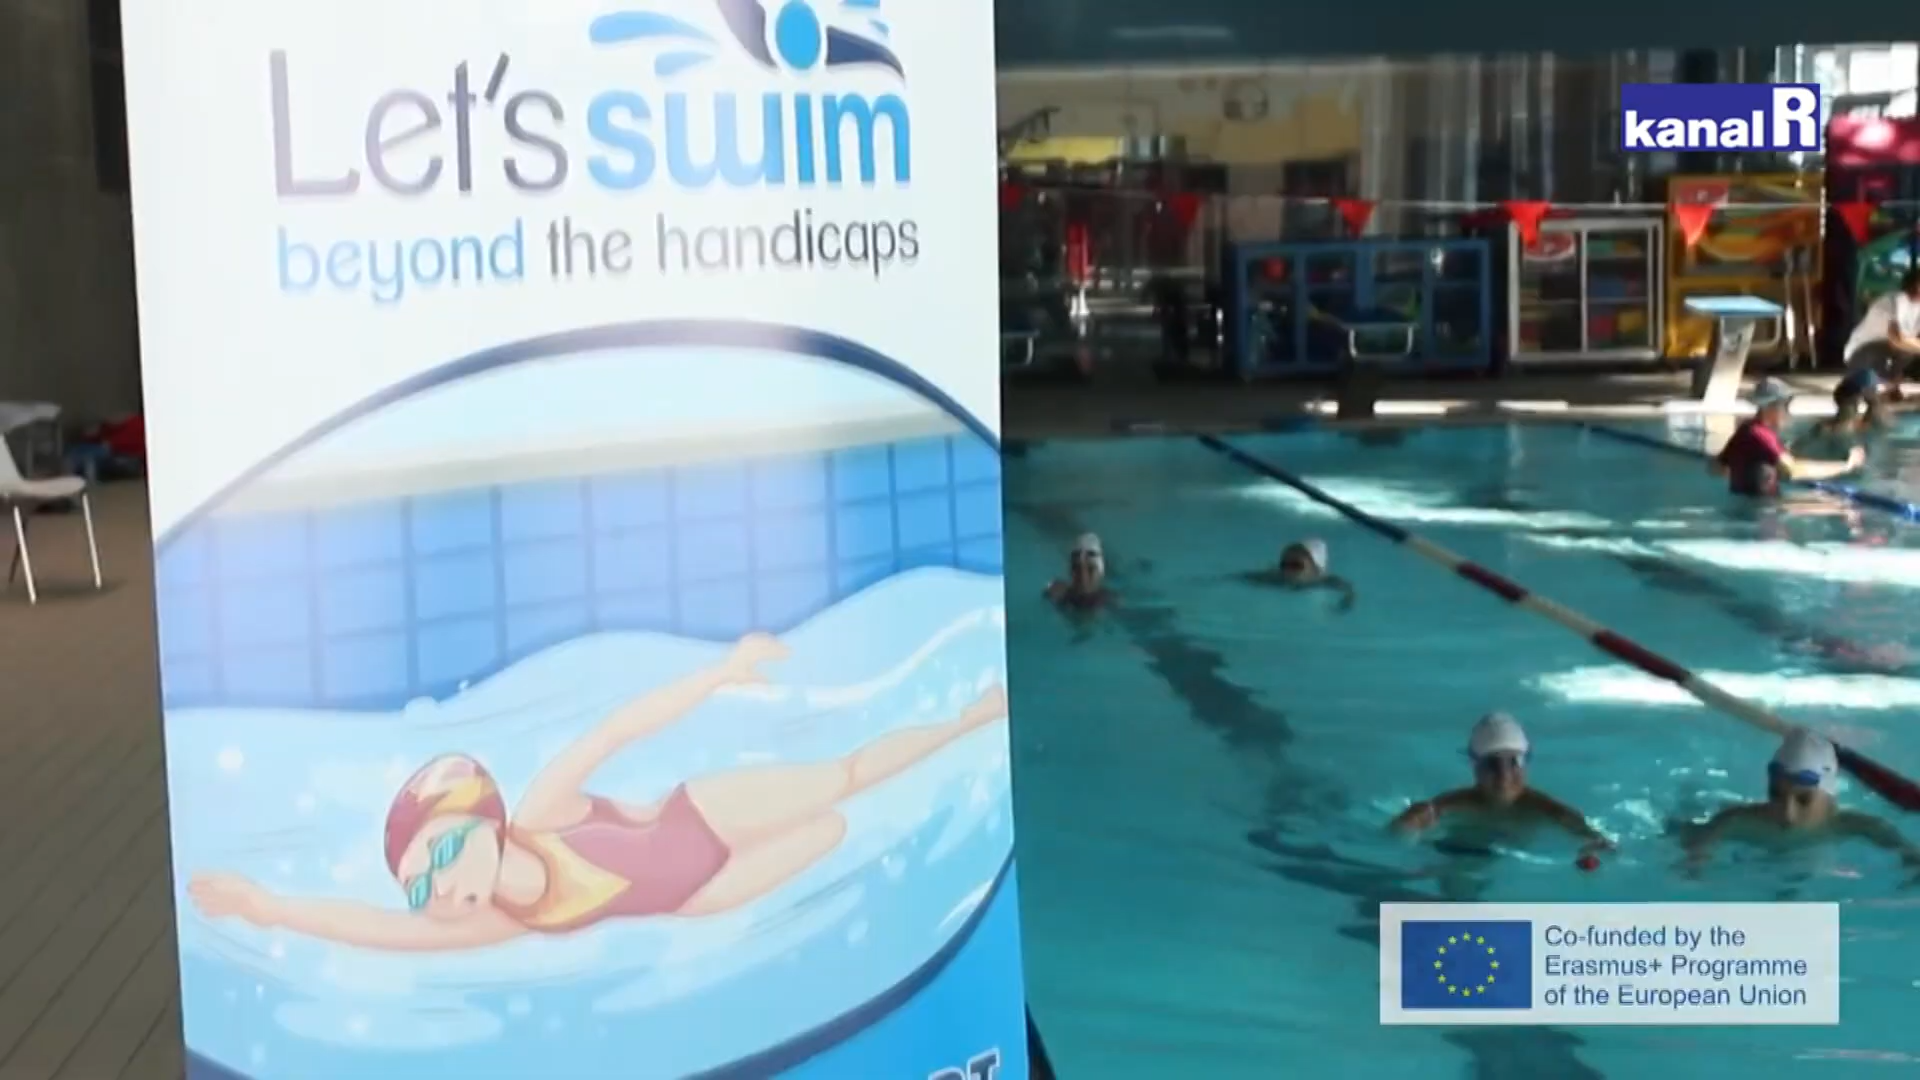 Let's swim
beyond the handicaps
kanal R
Co-funded by the
Erasmus+ Programme
of the European Union